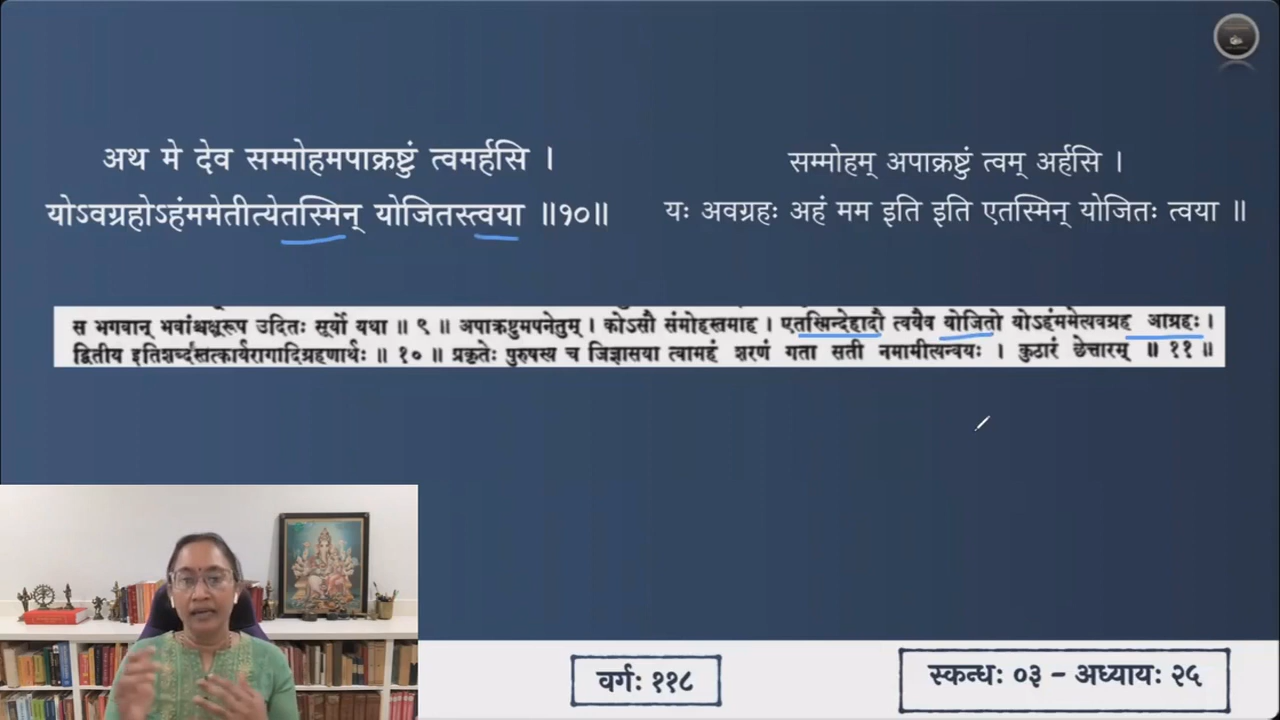 अथ मे देव सम्मोहमपाक्रष्टुं त्वमर्हसि ।
योऽवग्रहोऽहंममेतीत्येतस्मिन् योजितस्त्वया ॥१०॥
सम्मोहम् अपाक्रष्टुं त्वम् अर्हसि ।
यः अवग्रहः अहं मम इति इति एतस्मिन् योजितः त्वया ॥
स भगवान् भवांश्चक्षूरूप उदितः सूर्यो यथा ॥ ९ ॥ अपाक्रष्टुमपनेतुम् । कोऽसौ संमोहस्तमाह । एतस्मिन्देहादौ त्वयैव योजितो योऽहंममेत्यवग्रह आग्रहः ।
द्वितीय इतिशब्दस्तत्कार्यरागादिग्रहणार्थः ॥ १० ॥ प्रकृतेः पुरुषस्य च जिज्ञासया त्वामहं शरणं गता सती नमामीत्यन्वयः । कुठारं छेत्तारम् ॥ ११ ॥
वर्गः ११८
स्कन्धः ०३ - अध्यायः २५